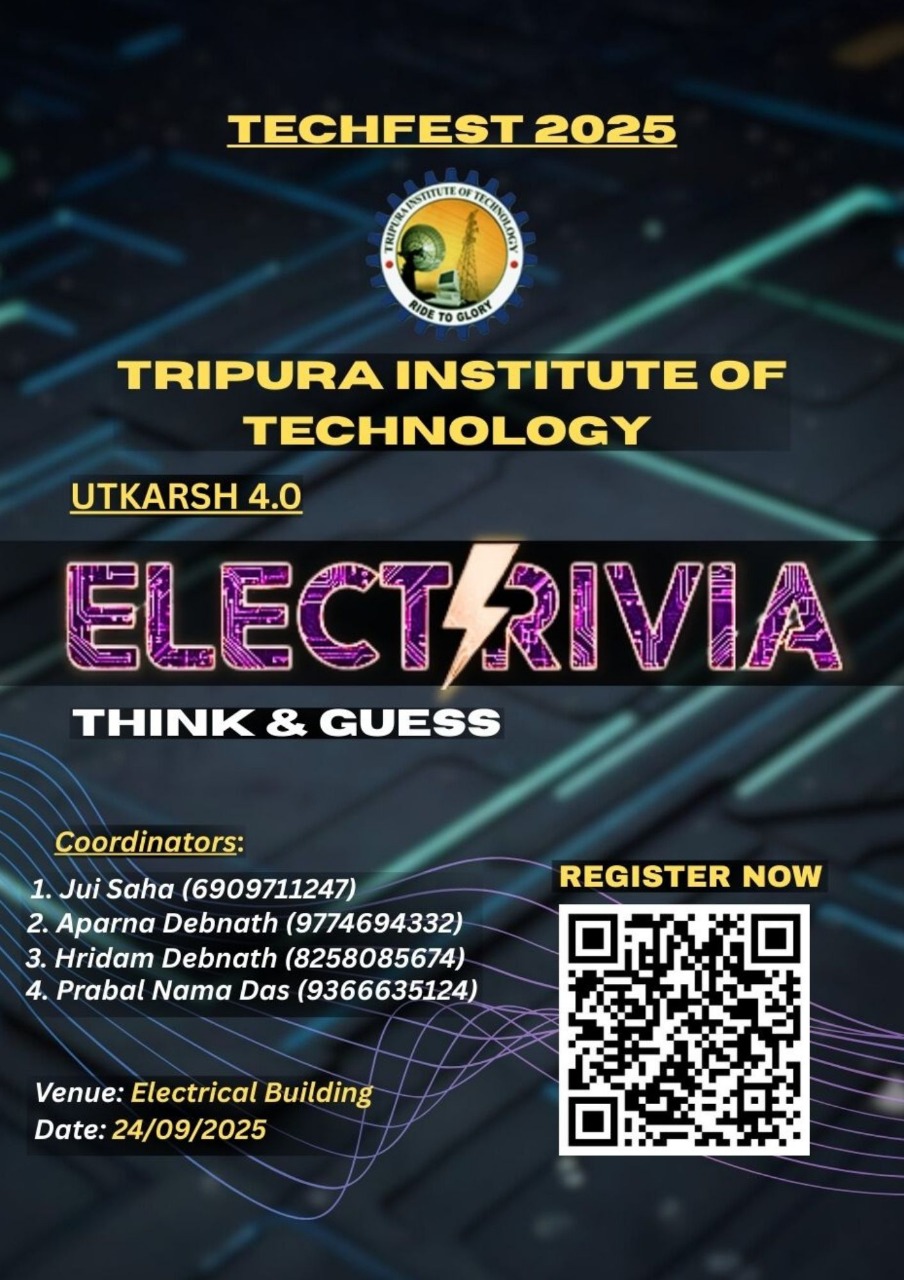 TECHFEST 2025
TRIPURA INSTITUTE OF TECHNOLOGY
RIDE TO GLORY
TRIPURA INSTITUTE OF
TECHNOLOGY
UTKARSH 4.0
ELECTRIVIA
THINK & GUESS
Coordinators:
1. Jui Saha (6909711247)
2. Aparna Debnath (9774694332)
3. Hridam Debnath (8258085674)
4. Prabal Nama Das (9366635124)
REGISTER NOW
Venue: Electrical Building
Date: 24/09/2025